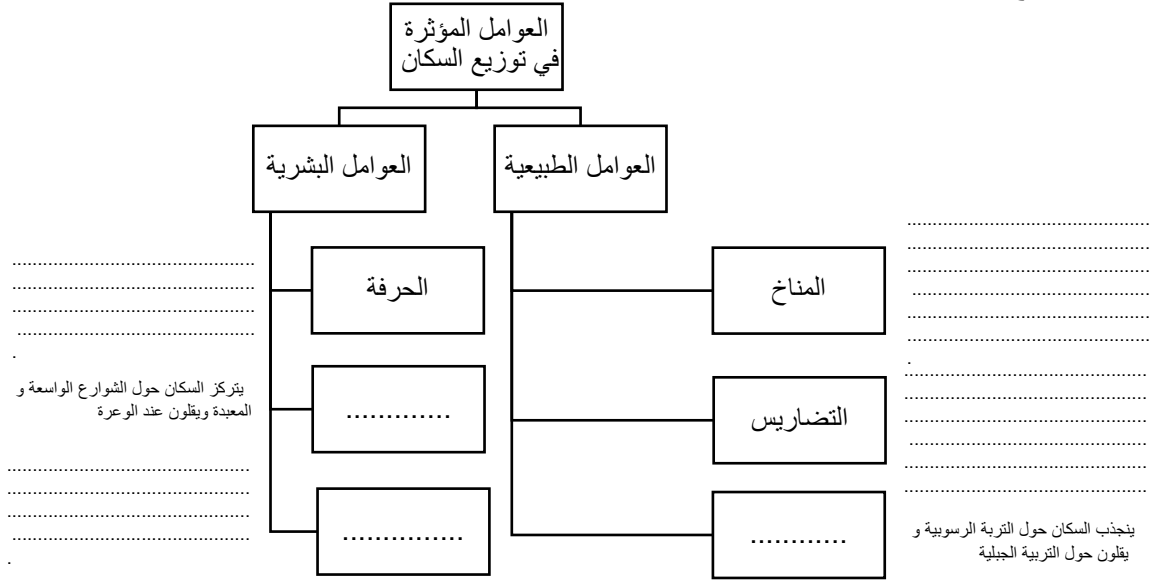 العوامل المؤثرة
في توزيع السكان
العوامل الطبيعية
العوامل البشرية
المناخ
..........................................
..........................................
..........................................
..........................................
..........................................
..........................................
.
التضاريس
..........................................
..........................................
..........................................
..........................................
..........................................
..........................................
............
ينجذب السكان حول التربة الرسوبية و
يقلون حول التربية الجبلية
الحرفة
..........................................
..........................................
..........................................
..........................................
.
.............
يتركز السكان حول الشوارع الواسعة و
المعبدة ويقلون عند الوعرة
...............
..........................................
..........................................
..........................................
..........................................
.